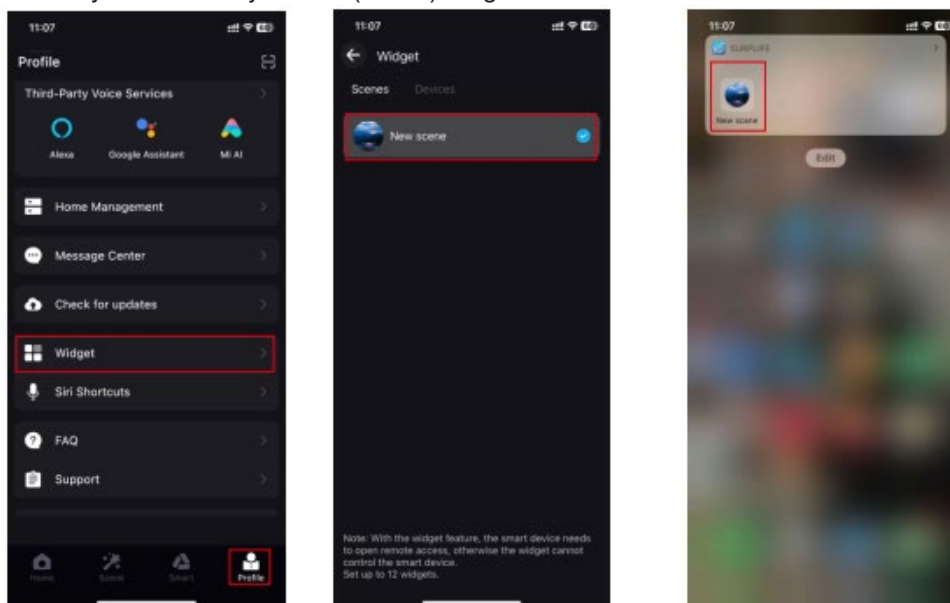 11:07
Profile
Third-Party Voice Services
Alexa
Google Assistant
Mi AI
Home Management
Message Center
Check for updates
Widget
Siri Shortcuts
FAQ
Support
Home
Scene
Smart
Profile
11:07
Widget
Scenes
Devices
New scene
Note: With the widget feature, the smart device needs
to open remote access, otherwise the widget cannot
control the smart device.
Set up to 12 widgets.
11:07
SURPLIFE
New scene
Edit